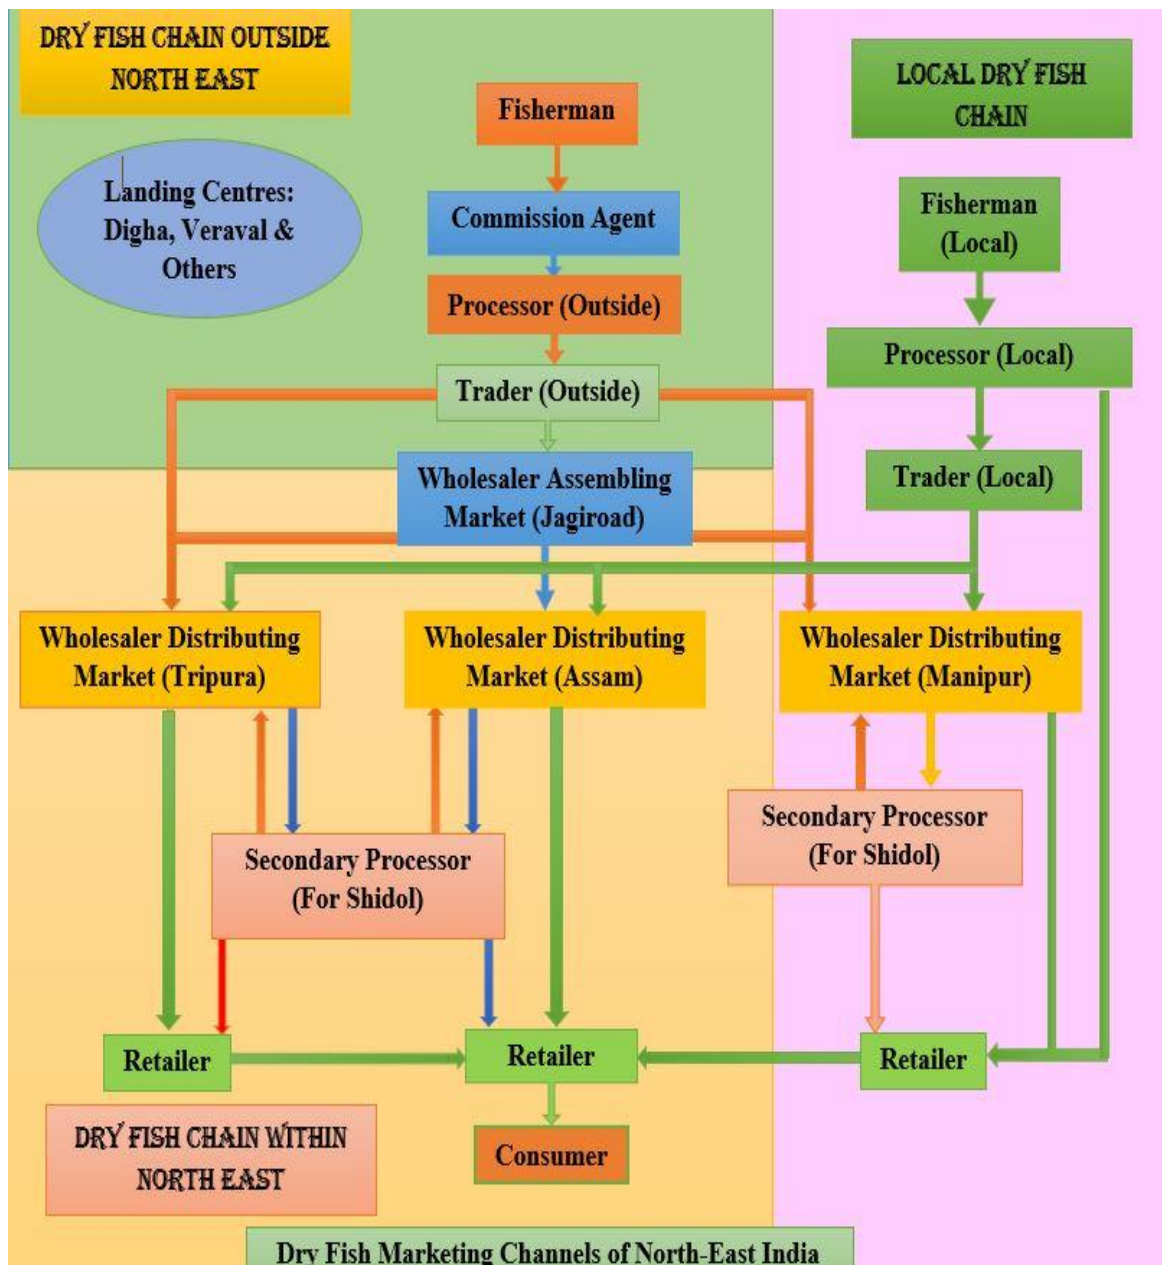 DRY FISH CHAIN OUTSIDE
NORTH EAST
LOCAL DRY FISH
CHAIN
Fisherman
Landing Centres:
Digha, Veraval &
Others
Commission Agent
Fisherman
(Local)
Processor (Outside)
Processor (Local)
Trader (Outside)
Wholesaler Assembling
Market (Jagiroad)
Trader (Local)
Wholesaler Distributing
Market (Tripura)
Wholesaler Distributing
Market (Assam)
Wholesaler Distributing
Market (Manipur)
Secondary Processor
(For Shidol)
Secondary Processor
(For Shidol)
Retailer
Retailer
Retailer
Consumer
DRY FISH CHAIN WITHIN
NORTH EAST
Dry Fish Marketing Channels of North-East India